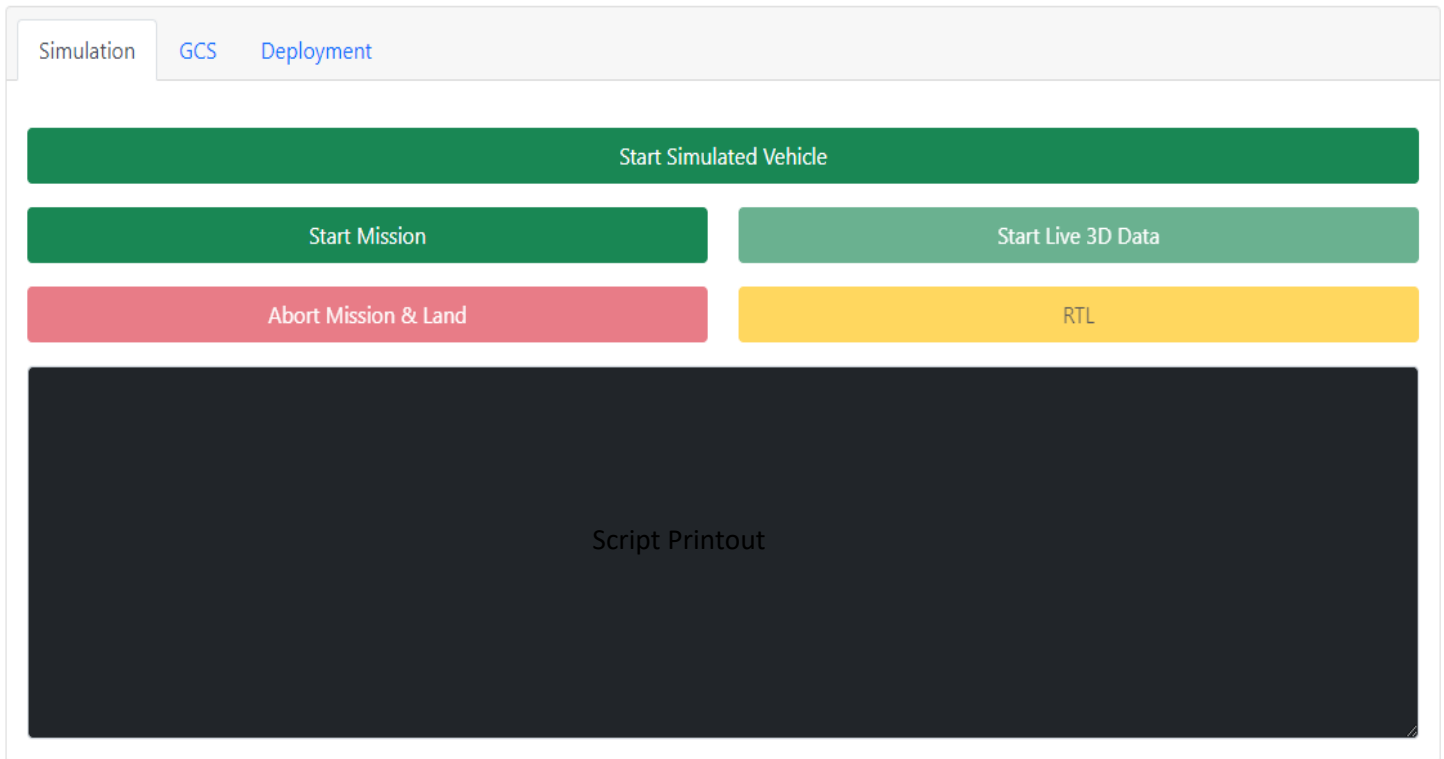 Simulation GCS Deployment
Start Simulated Vehicle
Start Mission Start Live 3D Data
Abort Mission & Land RTL
Script Printout